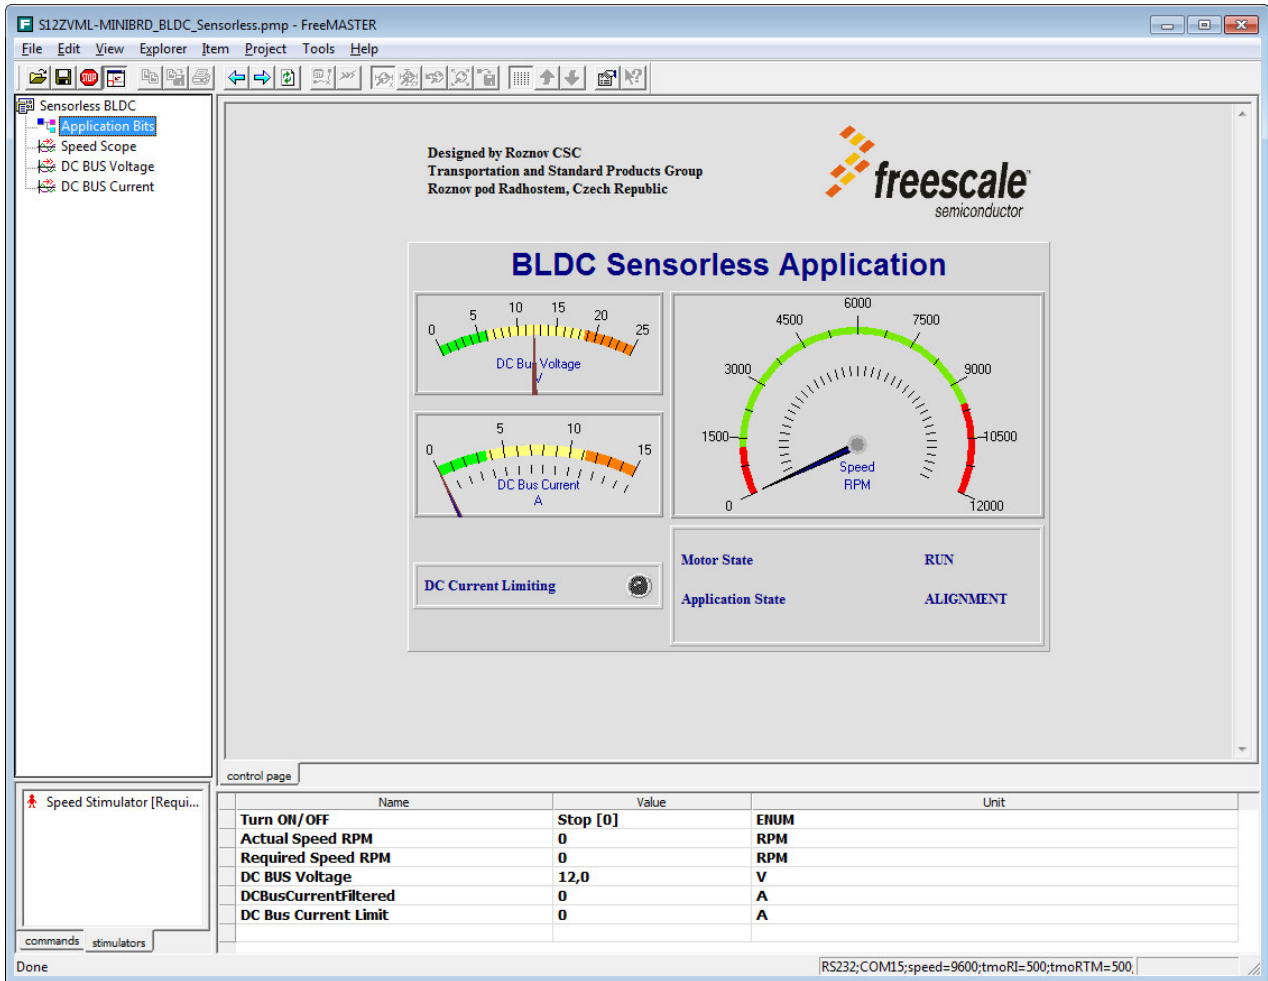 S12ZVML-MINIBRD_BLDC_Sensorless.pmp - FreeMASTER
File Edit View Explorer Item Project Tools Help
STOP
Sensorless BLDC
Application Bits
Speed Scope
DC BUS Voltage
DC BUS Current
Designed by Roznov CSC
Transportation and Standard Products Group
Roznov pod Radhostem, Czech Republic
freescale™
semiconductor
BLDC Sensorless Application
0 5 10 15 20 25
DC Bus Voltage
V
0 5 10 15
DC Bus Current
A
0 1500 3000 4500 6000 7500 9000 10500 12000
Speed
RPM
DC Current Limiting
Motor State RUN
Application State ALIGNMENT
control page
Speed Stimulator [Requi...
commands stimulators
Name Value Unit
Turn ON/OFF Stop [0] ENUM
Actual Speed RPM 0 RPM
Required Speed RPM 0 RPM
DC BUS Voltage 12,0 V
DCBusCurrentFiltered 0 A
DC Bus Current Limit 0 A
Done RS232;COM15;speed=9600;tmoRI=500;tmoRTM=500;